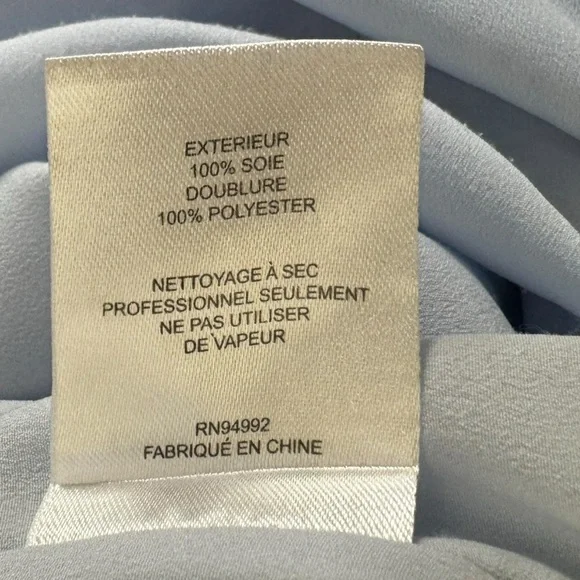 EXTERIEUR
100% SOIE
DOUBLURE
100% POLYESTER
NETTOYAGE À SEC
PROFESSIONNEL SEULEMENT
NE PAS UTILISER
DE VAPEUR
RN94992
FABRIQUÉ EN CHINE